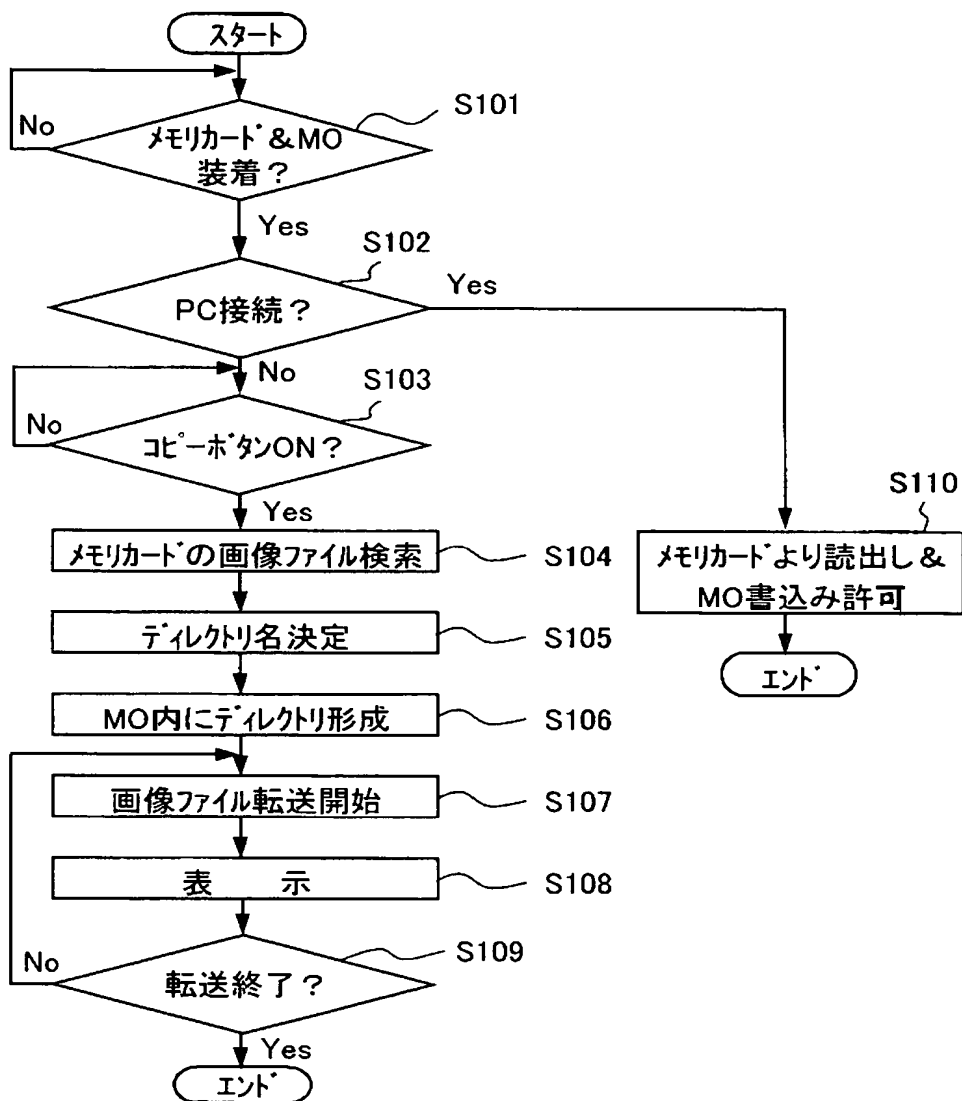 スタート
S101
No
メモリカード&MO
装着?
Yes
S102
PC接続?
Yes
No
S103
No
コピーボタンON?
Yes
S110
メモリカードの画像ファイル検索
S104
メモリカードより読出し&
MO書込み許可
ディレクトリ名決定
S105
エンド
MO内にディレクトリ形成
S106
画像ファイル転送開始
S107
表 示
S108
S109
No
転送終了?
Yes
エンド